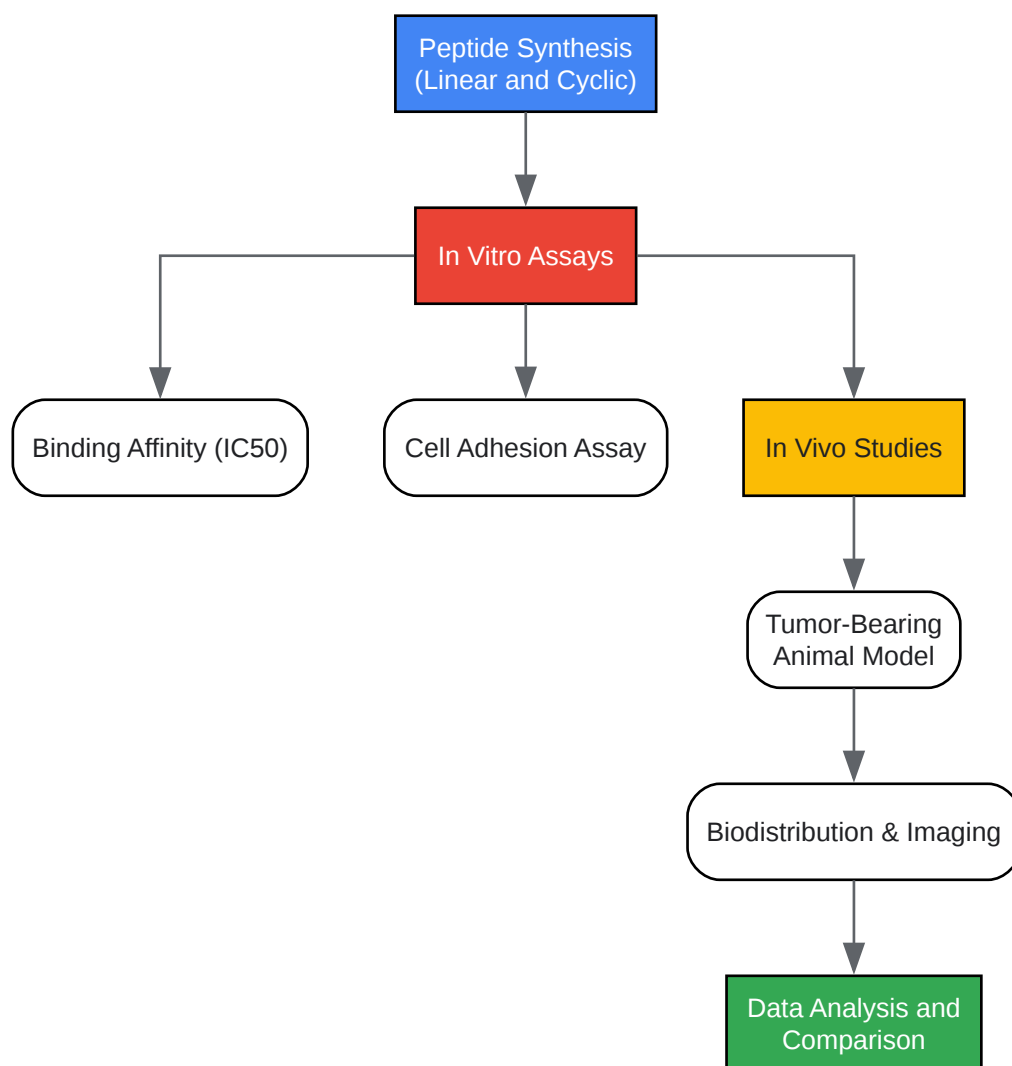 Peptide Synthesis
(Linear and Cyclic)
In Vitro Assays
Binding Affinity (IC50)
Cell Adhesion Assay
In Vivo Studies
Tumor-Bearing
Animal Model
Biodistribution & Imaging
Data Analysis and
Comparison